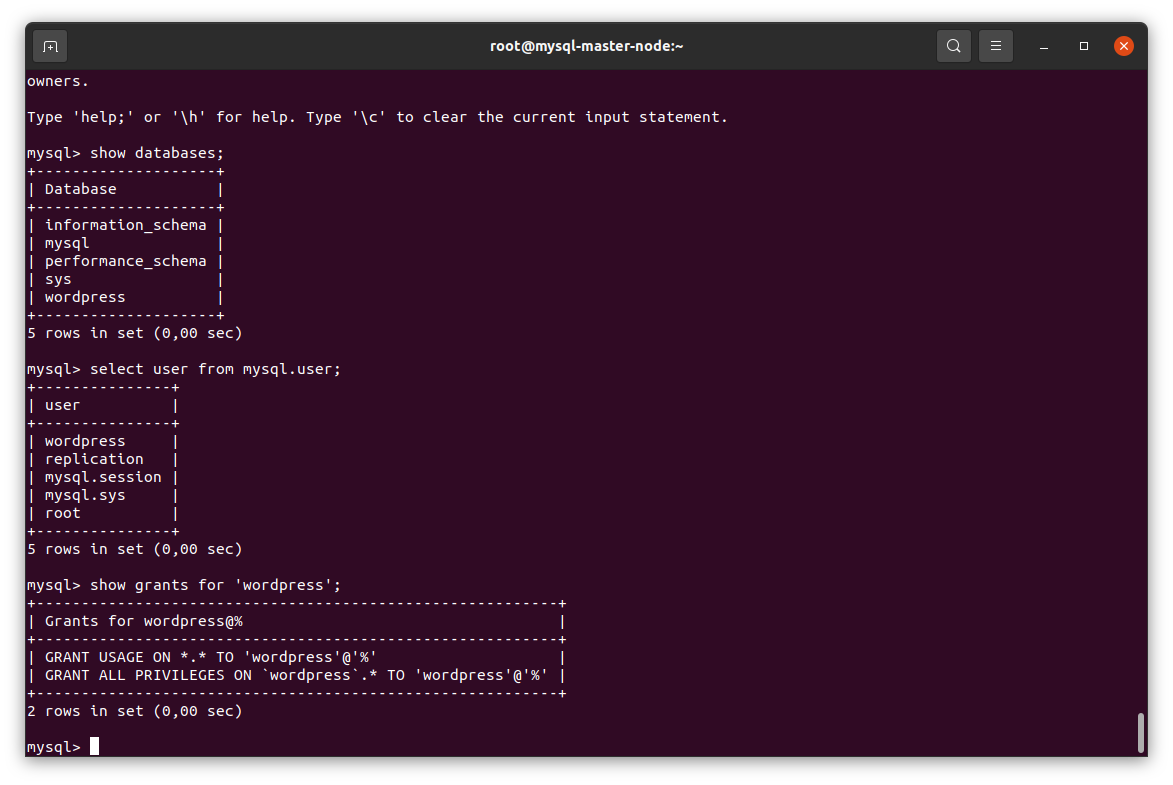 root@mysql-master-node:~
owners.
Type 'help;' or '\h' for help. Type '\c' to clear the current input statement.
mysql> show databases;
+--------------------+
| Database           |
+--------------------+
| information_schema |
| mysql              |
| performance_schema |
| sys                |
| wordpress          |
+--------------------+
5 rows in set (0,00 sec)
mysql> select user from mysql.user;
+---------------+
| user          |
+---------------+
| wordpress     |
| replication   |
| mysql.session |
| mysql.sys     |
| root          |
+---------------+
5 rows in set (0,00 sec)
mysql> show grants for 'wordpress';
+----------------------------------------------------------+
| Grants for wordpress@%                                   |
+----------------------------------------------------------+
| GRANT USAGE ON *.* TO 'wordpress'@'%'                    |
| GRANT ALL PRIVILEGES ON `wordpress`.* TO 'wordpress'@'%' |
+----------------------------------------------------------+
2 rows in set (0,00 sec)
mysql>